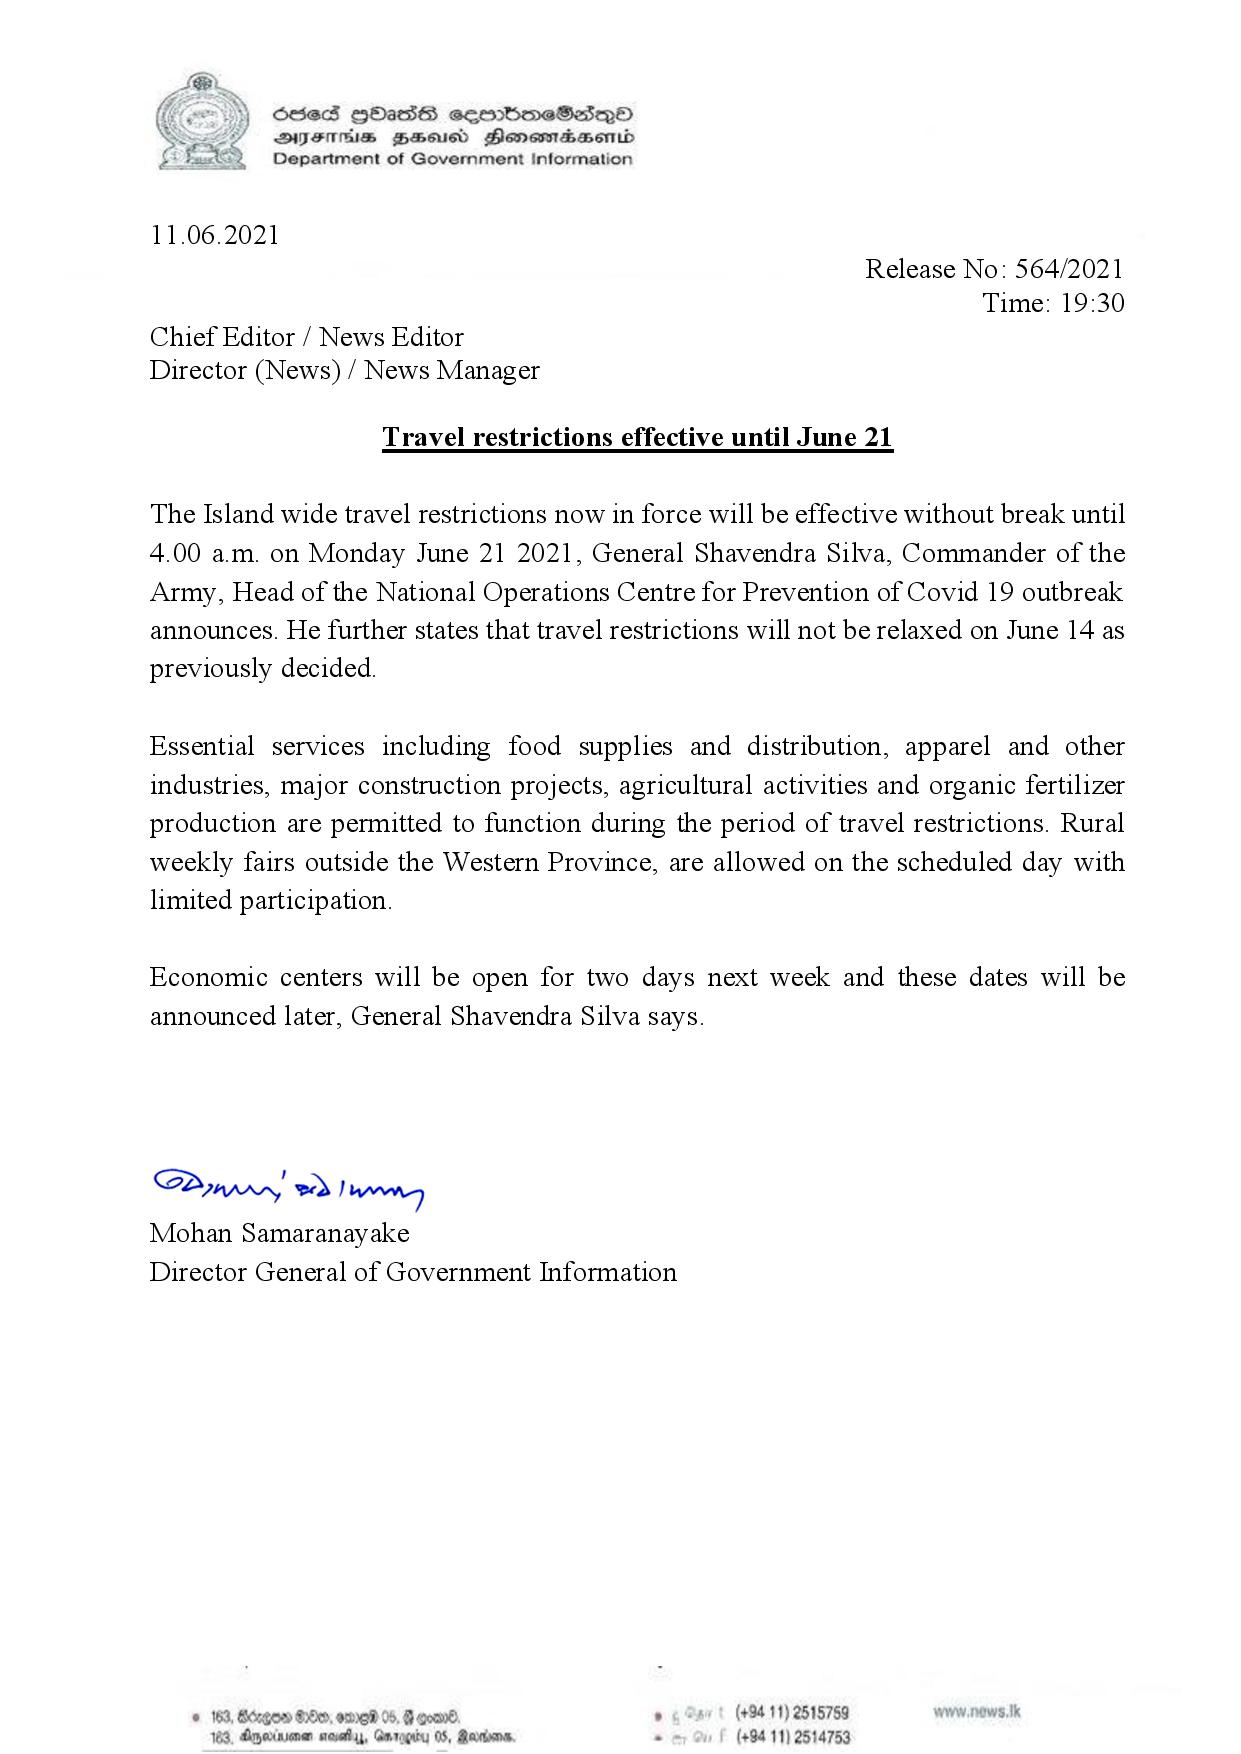 රජයේ ප්‍රවෘත්ති දෙපාර්තමේන්තුව
அரசாங்க தகவல் திணைக்களம்
Department of Government Information
11.06.2021
Release No: 564/2021
Time: 19:30
Chief Editor / News Editor
Director (News) / News Manager
Travel restrictions effective until June 21
The Island wide travel restrictions now in force will be effective without break until
4.00 a.m. on Monday June 21 2021, General Shavendra Silva, Commander of the
Army, Head of the National Operations Centre for Prevention of Covid 19 outbreak
announces. He further states that travel restrictions will not be relaxed on June 14 as
previously decided.
Essential services including food supplies and distribution, apparel and other
industries, major construction projects, agricultural activities and organic fertilizer
production are permitted to function during the period of travel restrictions. Rural
weekly fairs outside the Western Province, are allowed on the scheduled day with
limited participation.
Economic centers will be open for two days next week and these dates will be
announced later, General Shavendra Silva says.
Mohan Samaranayake
Director General of Government Information
163, කිරුලපන මාවත, කොළඹ 05, ශ්‍රී ලංකාව.
163, கிருலப்பனை எவனியூ, கொழும்பு 05, இலங்கை.
(+94 11) 2515759
(+94 11) 2514753
www.news.lk